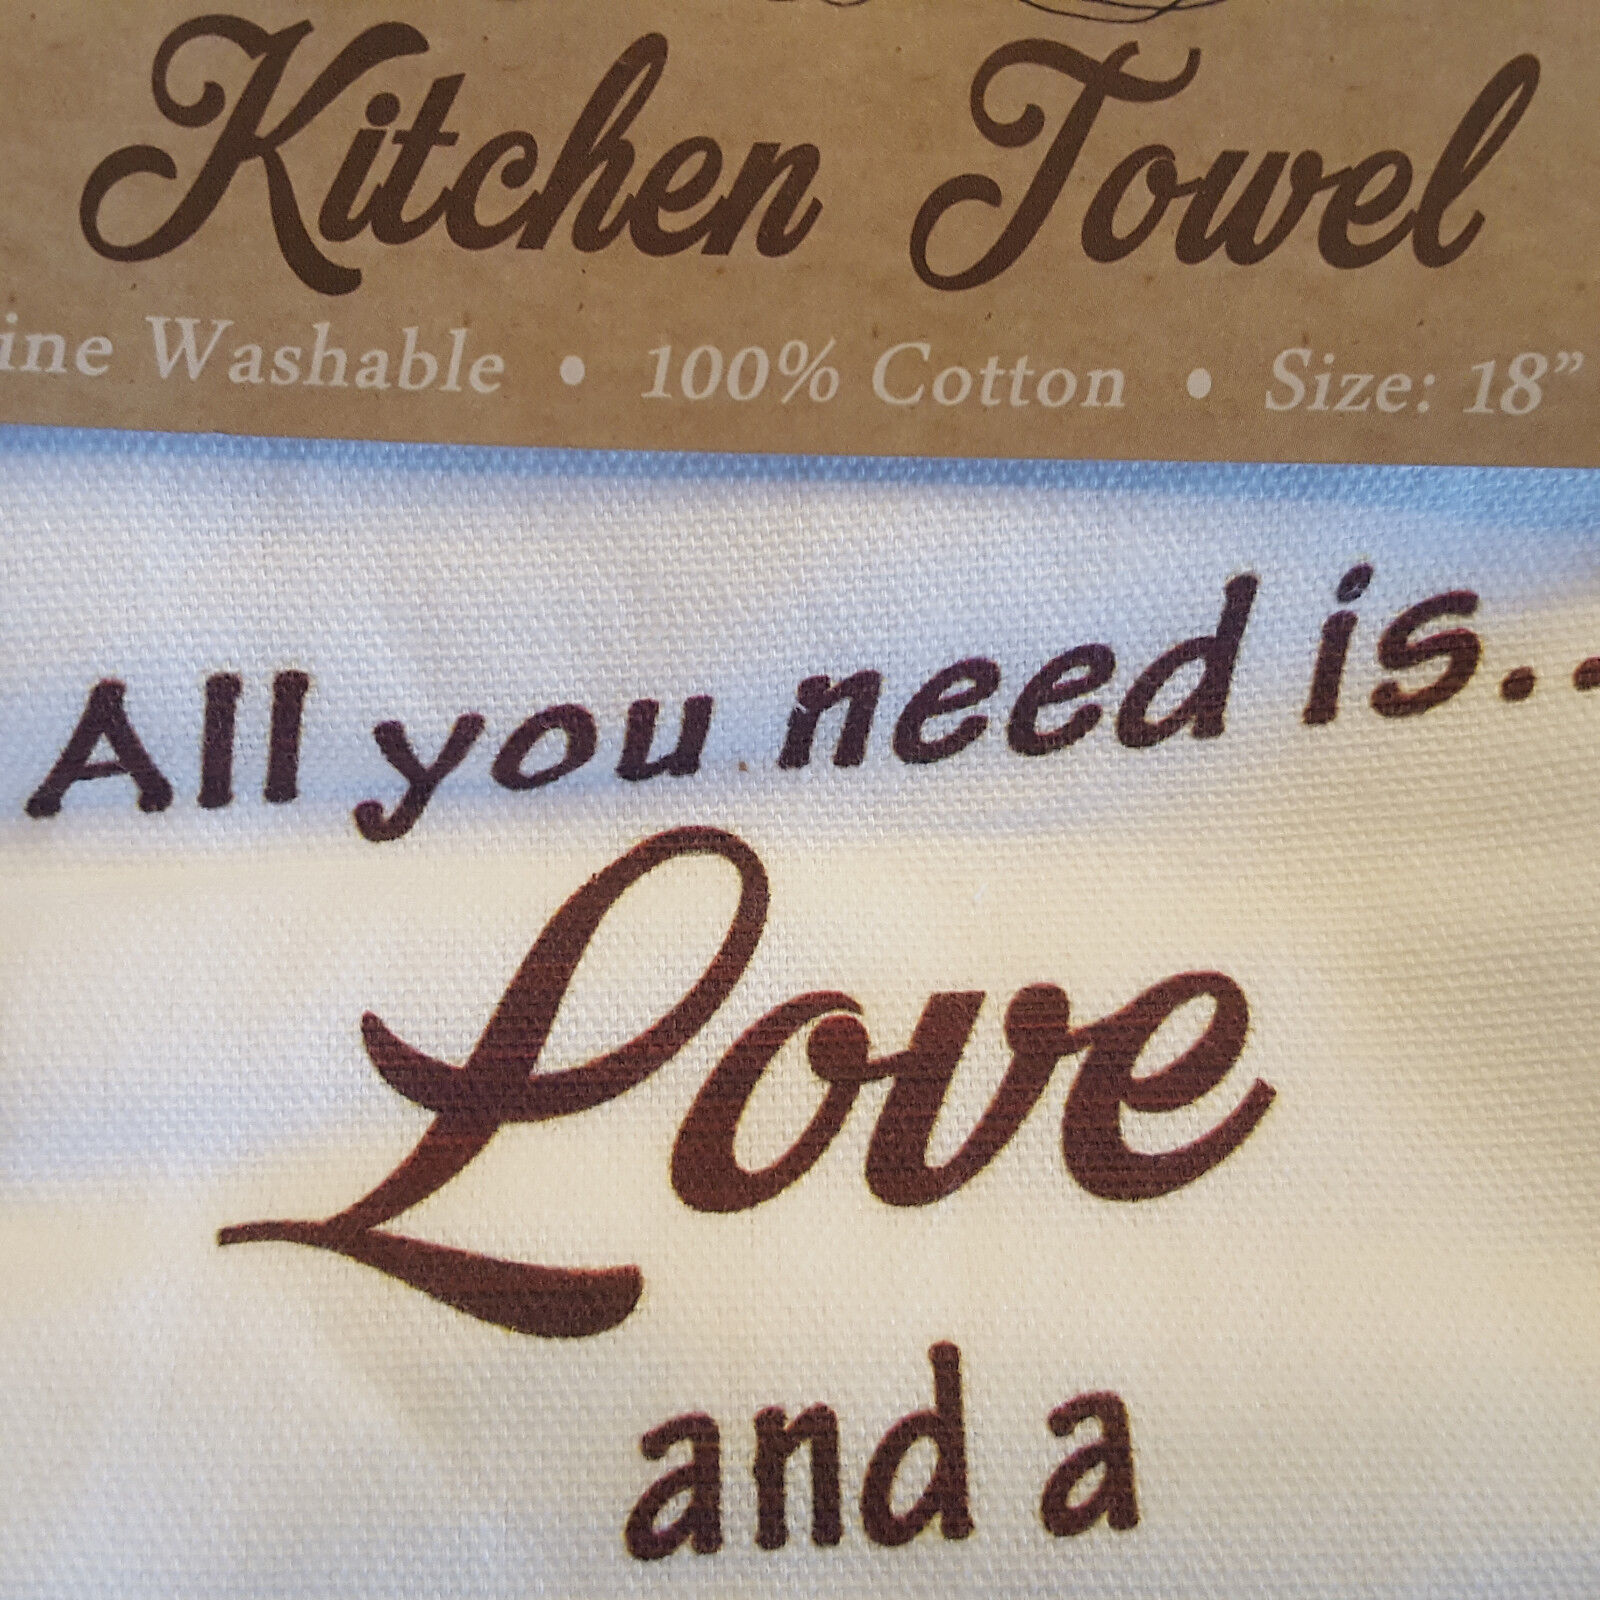 Kitchen Towel
ine Washable • 100% Cotton • Size: 18”
All you need is..
Love
and a